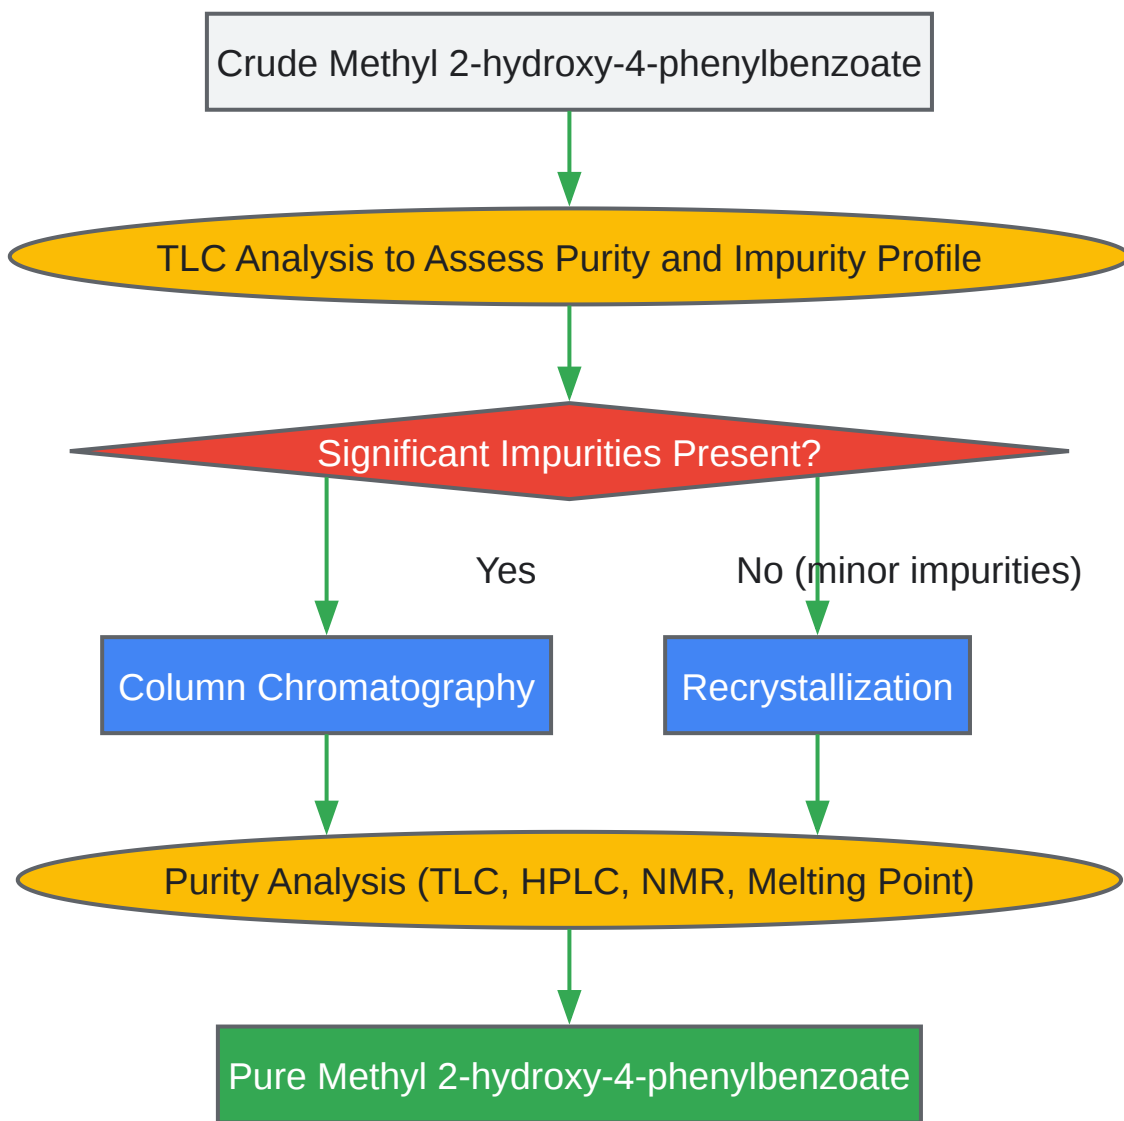 Crude Methyl 2-hydroxy-4-phenylbenzoate
TLC Analysis to Assess Purity and Impurity Profile
Significant Impurities Present?
Yes
No (minor impurities)
Column Chromatography
Recrystallization
Purity Analysis (TLC, HPLC, NMR, Melting Point)
Pure Methyl 2-hydroxy-4-phenylbenzoate